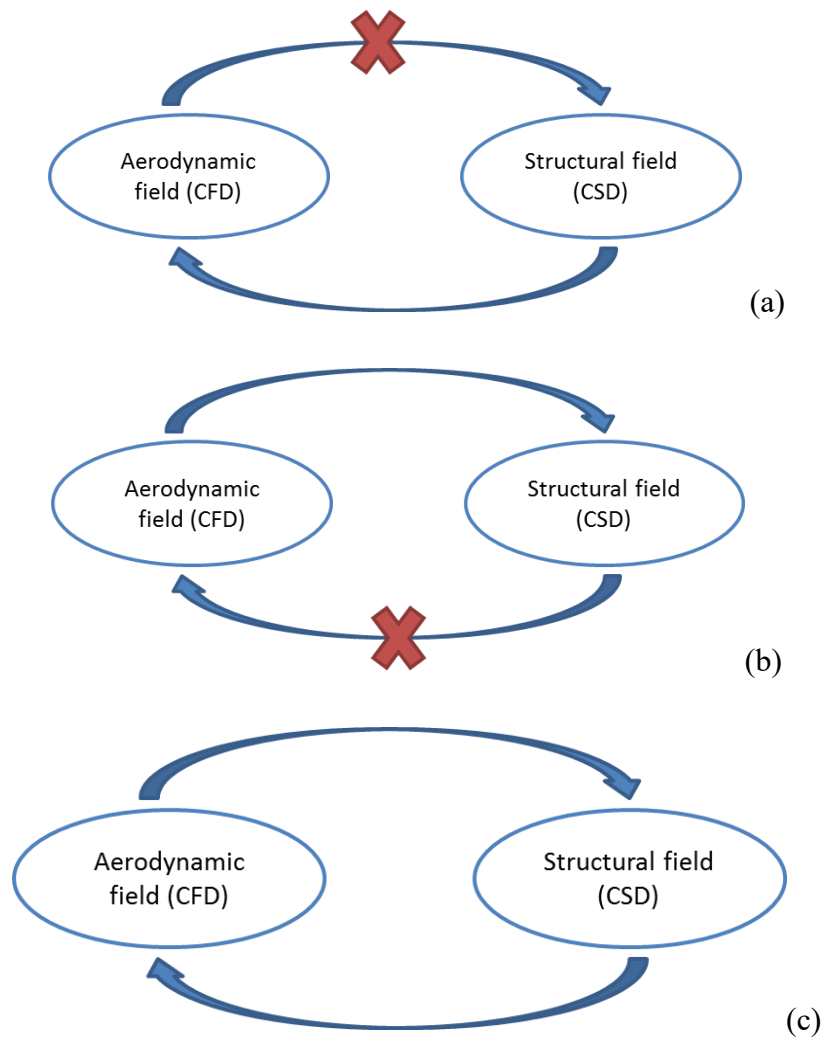 Aerodynamic
field (CFD)
Structural field
(CSD)
(a)
Aerodynamic
field (CFD)
Structural field
(CSD)
(b)
Aerodynamic
field (CFD)
Structural field
(CSD)
(c)